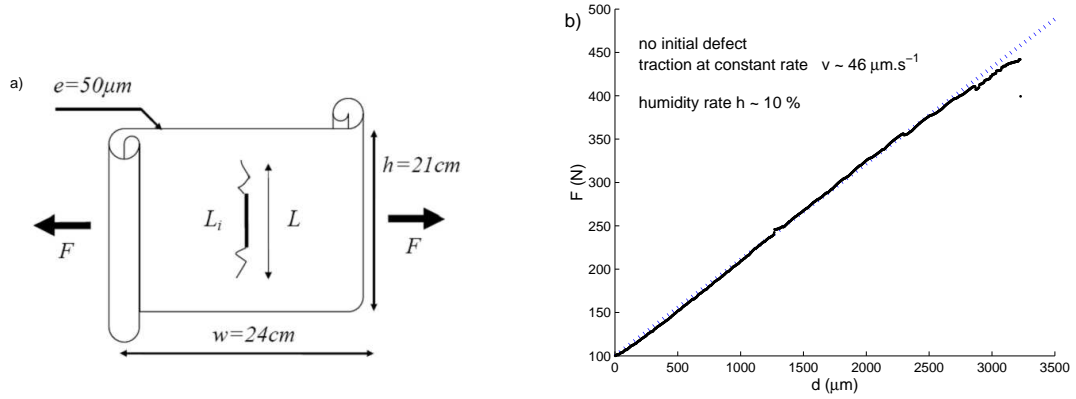 a)
e=50μm
h=21cm
L_i
L
F
F
w=24cm
b)
no initial defect
traction at constant rate v ~ 46 μm.s⁻¹
humidity rate h ~ 10 %
F (N)
500
450
400
350
300
250
200
150
100
0 500 1000 1500 2000 2500 3000 3500
d (μm)